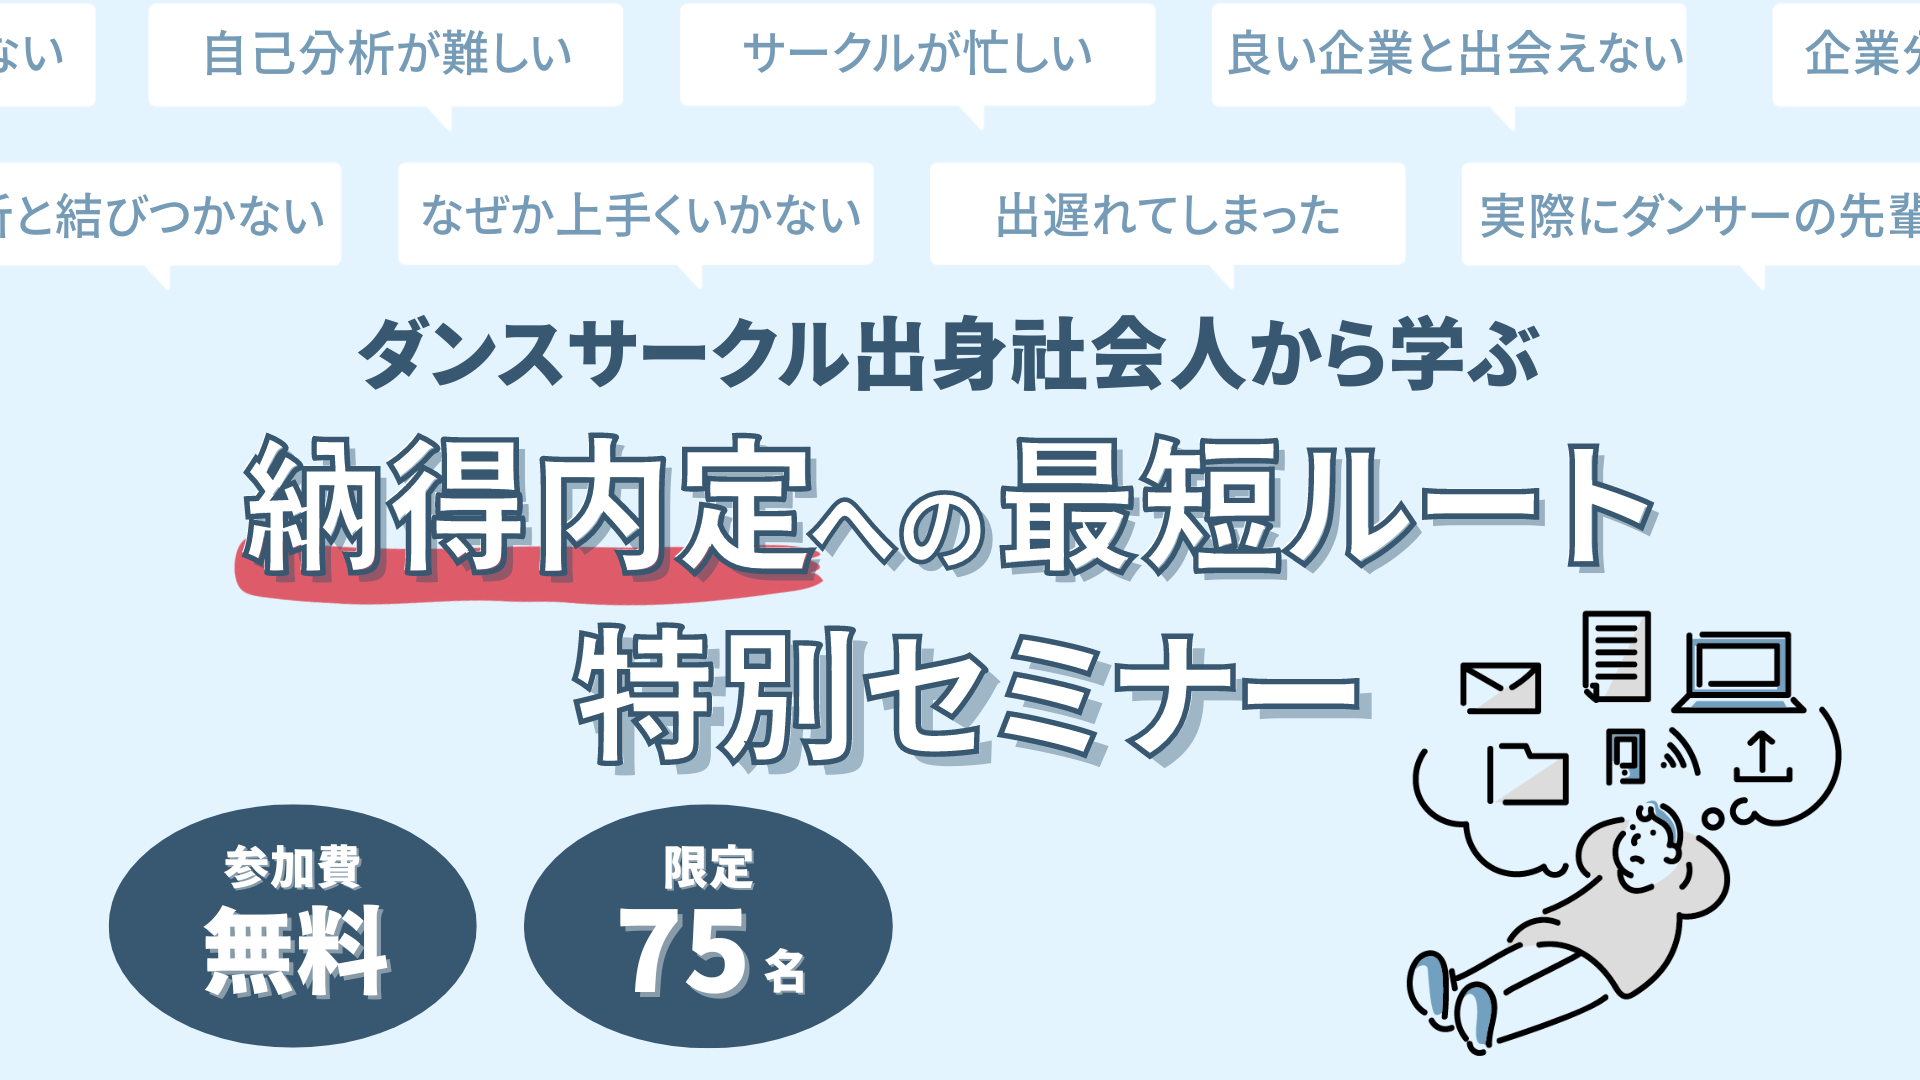 ない
自己分析が難しい
サークルが忙しい
良い企業と出会えない
企業分
と結びつかない
なぜか上手くいかない
出遅れてしまった
実際にダンサーの先輩
ダンスサークル出身社会人から学ぶ
納得内定への最短ルート
特別セミナー
参加費
無料
限定
75名